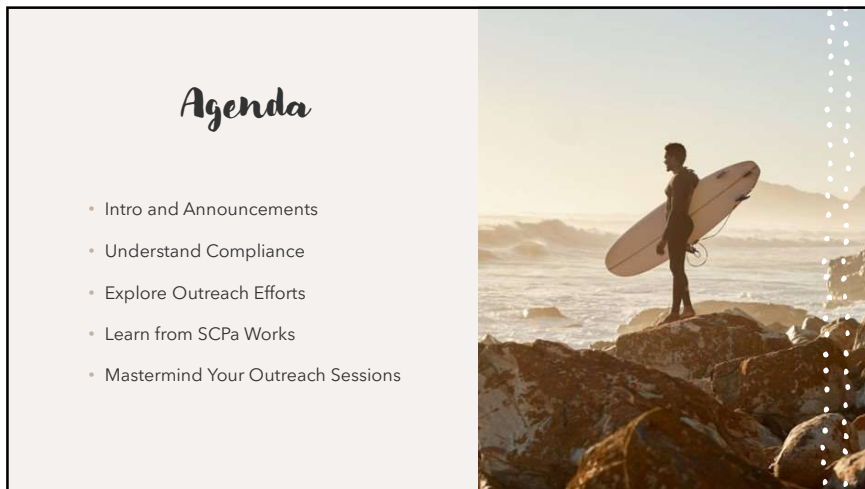 Agenda
• Intro and Announcements
• Understand Compliance
• Explore Outreach Efforts
• Learn from SCPa Works
• Mastermind Your Outreach Sessions